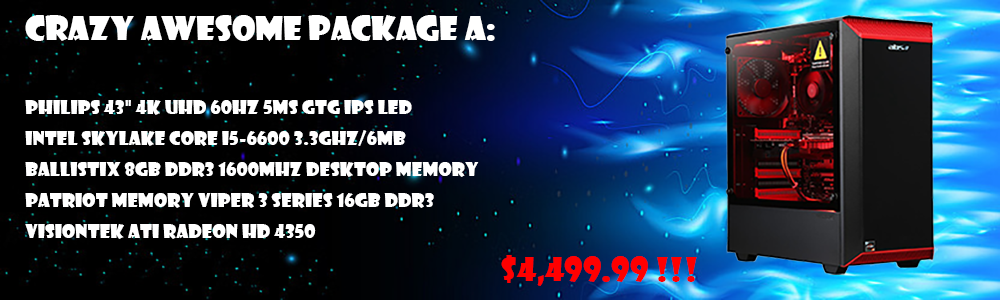 CRAZY AWESOME PACKAGE A:
PHILIPS 43" 4K UHD 60HZ 5MS GTG IPS LED
INTEL SKYLAKE CORE I5-6600 3.3GHZ/6MB
BALLISTIX 8GB DDR3 1600MHZ DESKTOP MEMORY
PATRIOT MEMORY VIPER 3 SERIES 16GB DDR3
VISIONTEK ATI RADEON HD 4350
$4,499.99 !!!